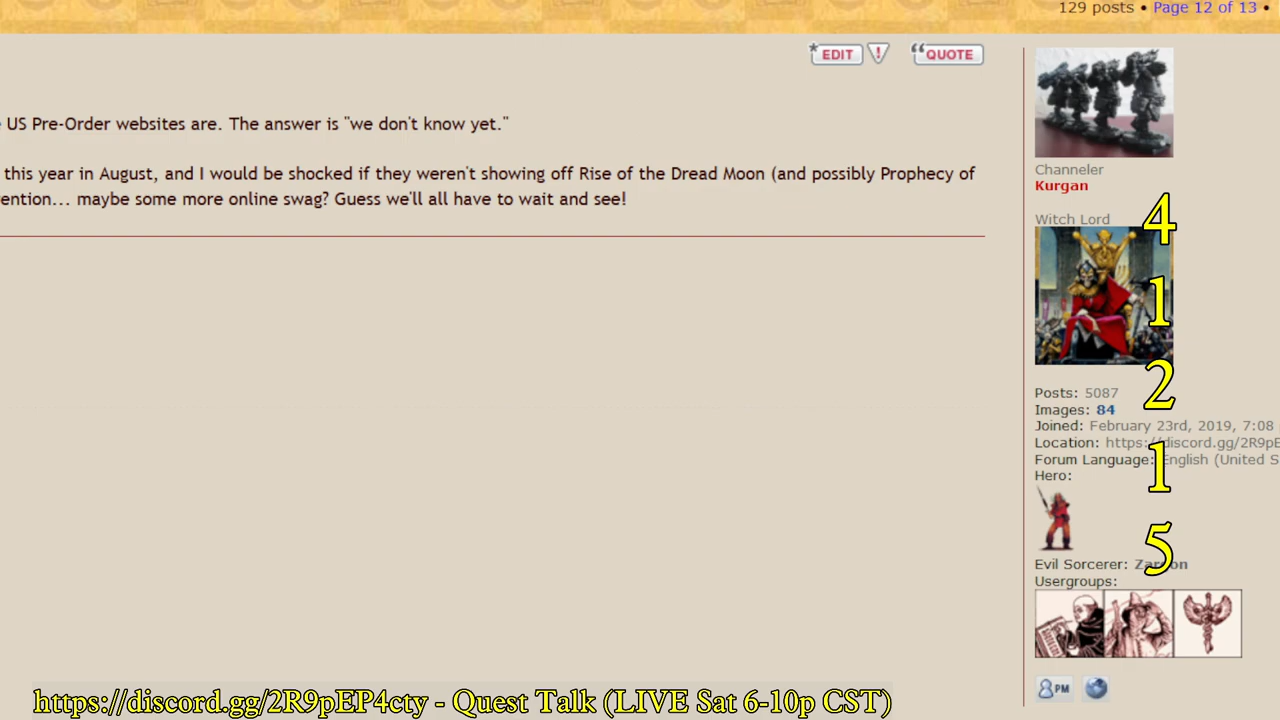 129 posts • Page 12 of 13 •
EDIT ! QUOTE
US Pre-Order websites are. The answer is "we don't know yet."
this year in August, and I would be shocked if they weren't showing off Rise of the Dread Moon (and possibly Prophecy of
ention... maybe some more online swag? Guess we'll all have to wait and see!
Channeler
Kurgan
Witch Lord
4
1
2
1
5
Posts: 5087
Images: 84
Joined: February 23rd, 2019, 7:08
Location: https://discord.gg/2R9pE
Forum Language: English (United S
Hero:
Evil Sorcerer: Zargon
Usergroups:
PM
https://discord.gg/2R9pEP4cty - Quest Talk (LIVE Sat 6-10p CST)